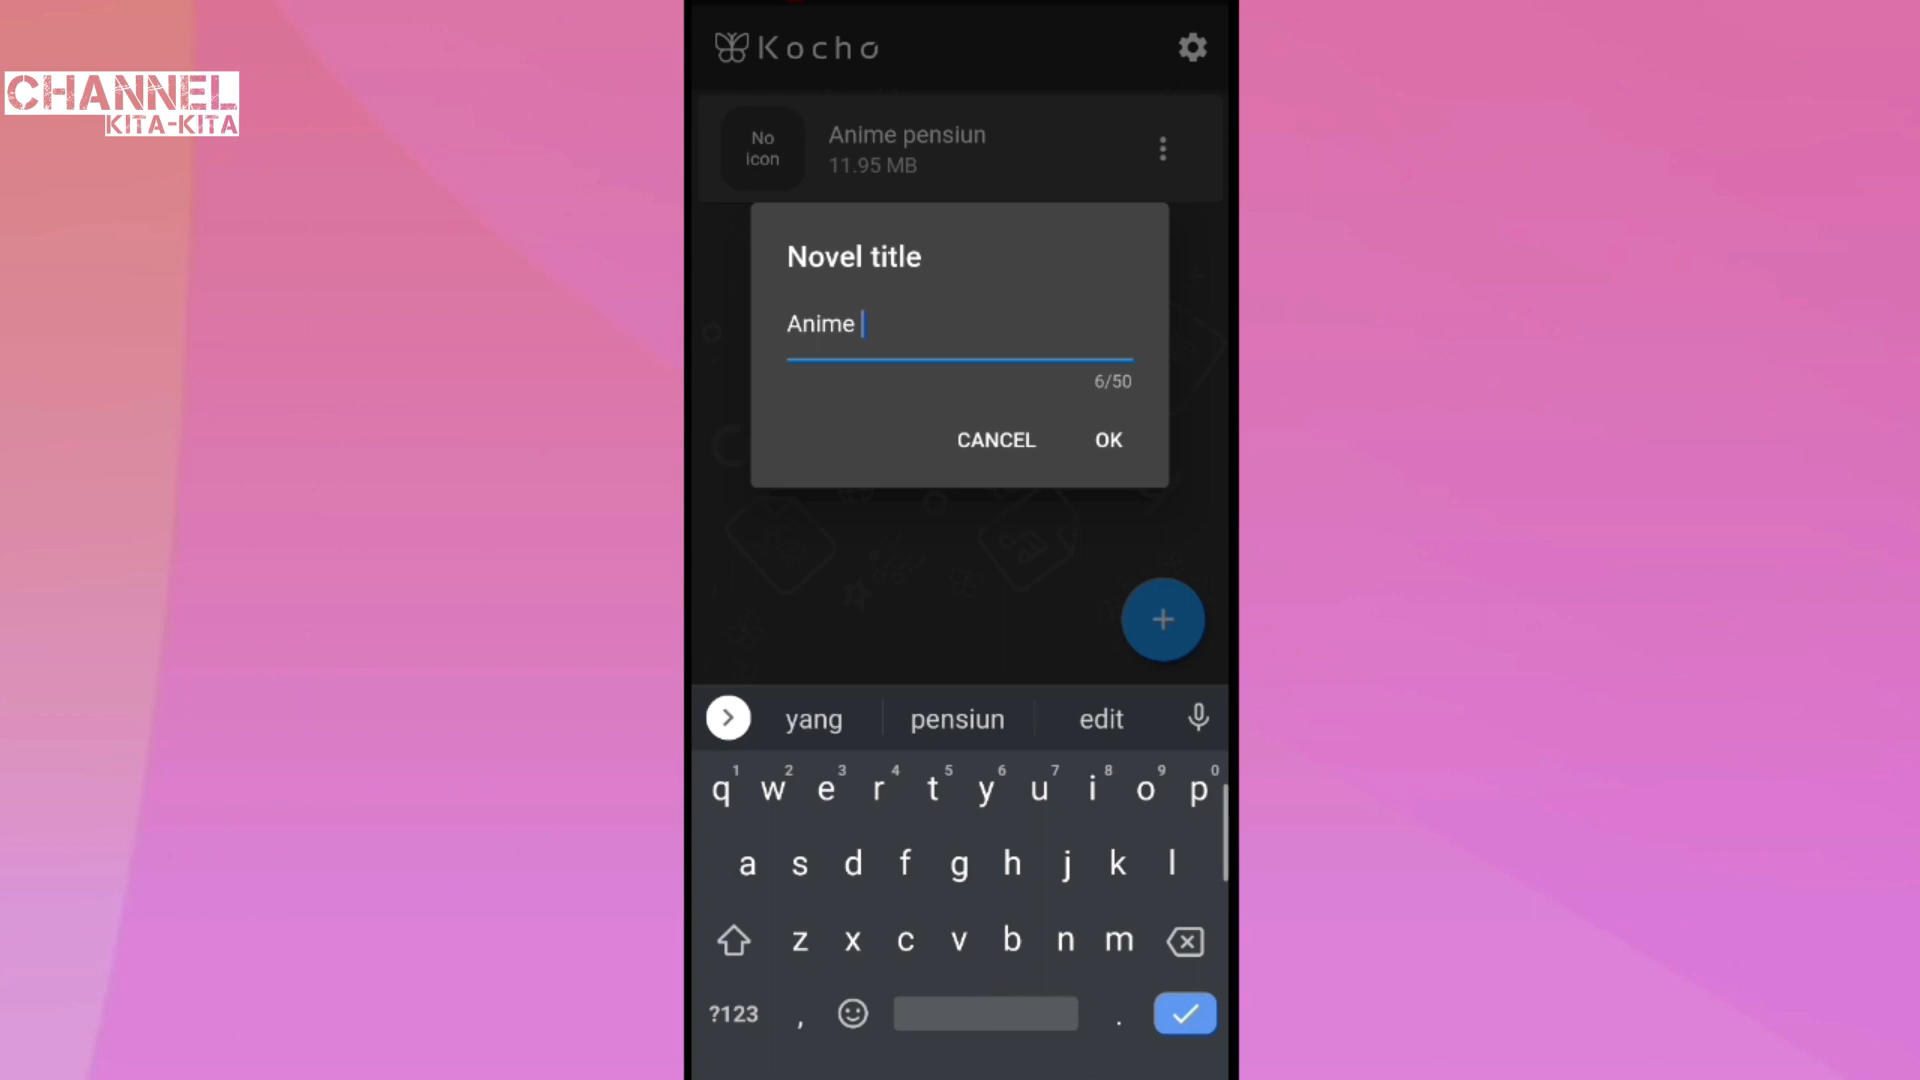 CHANNEL
KITA-KITA
Kocho
No
icon
Anime pensiun
11.95 MB
Novel title
Anime
6/50
CANCEL OK
+
yang pensiun edit
1 2 3 4 5 6 7 8 9 0
q w e r t y u i o p
a s d f g h j k l
z x c v b n m
?123 , .